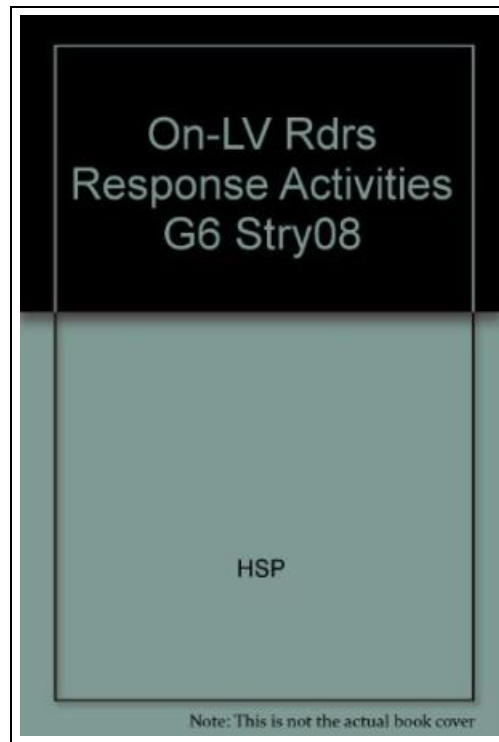 On-LV Rdrs
Response Activities
G6 Stry08
HSP
Note: This is not the actual book cover